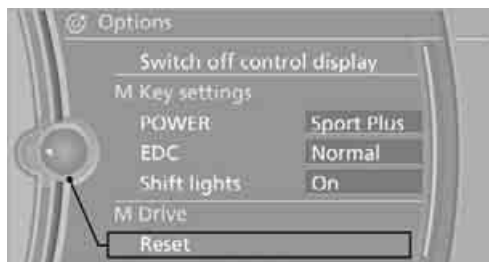 Options
Switch off control display
M Key settings
POWER Sport Plus
EDC Normal
Shift lights On
M Drive
Reset